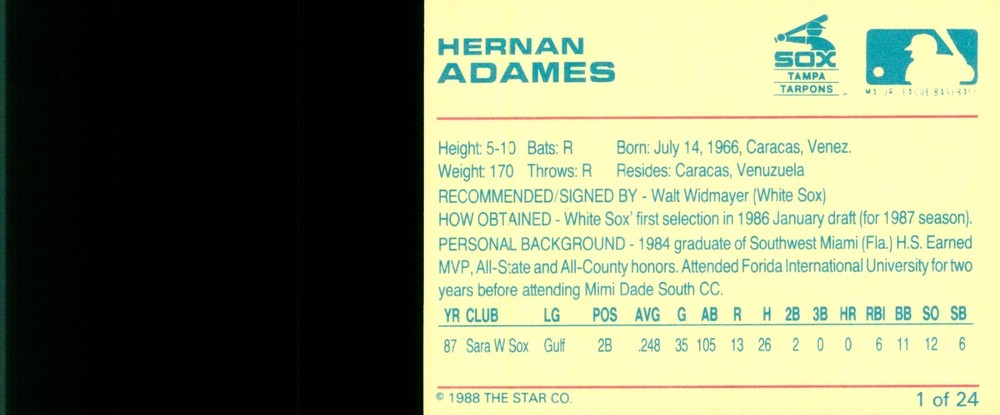 HERNAN
ADAMES
SOX
TAMPA
TARPONS
MAJOR LEAGUE BASEBALL
Height: 5-10 Bats: R Born: July 14, 1966, Caracas, Venez.
Weight: 170 Throws: R Resides: Caracas, Venuzuela
RECOMMENDED/SIGNED BY - Walt Widmayer (White Sox)
HOW OBTAINED - White Sox' first selection in 1986 January draft (for 1987 season).
PERSONAL BACKGROUND - 1984 graduate of Southwest Miami (Fla.) H.S. Earned
MVP, All-State and All-County honors. Attended Forida International University for two
years before attending Mimi Dade South CC.
YR CLUB LG POS AVG G AB R H 2B 3B HR RBI BB SO SB
87 Sara W Sox Gulf 2B .248 35 105 13 26 2 0 0 6 11 12 6
© 1988 THE STAR CO.
1 of 24